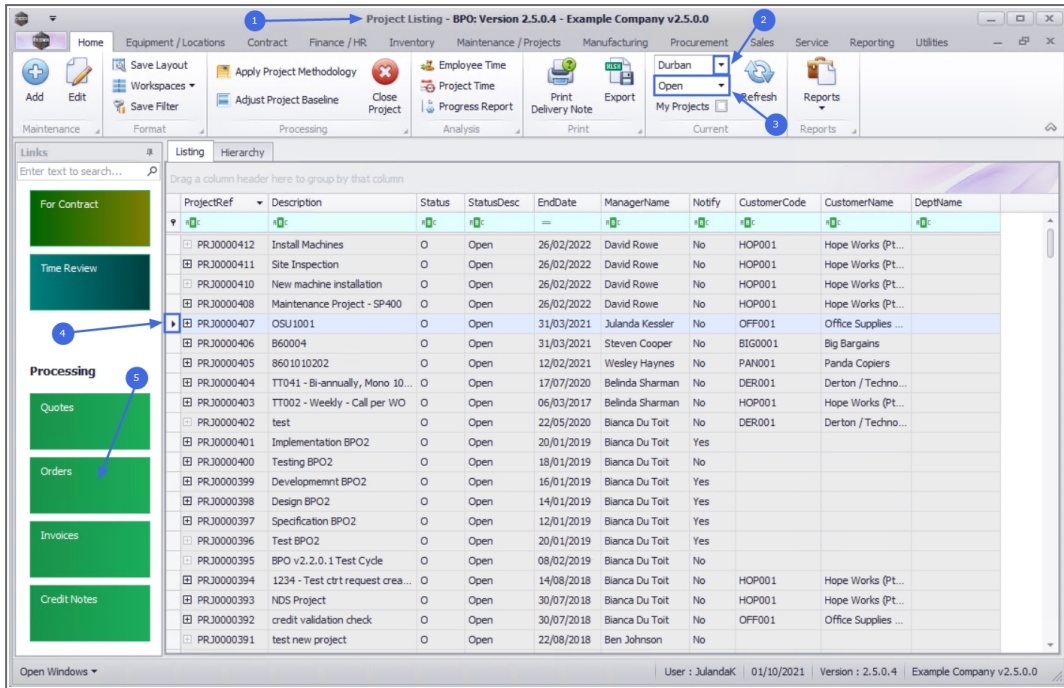 Project Listing - BPO: Version 2.5.0.4 - Example Company v2.5.0.0
1
2
Home Equipment / Locations Contract Finance / HR Inventory Maintenance / Projects Manufacturing Procurement Sales Service Reporting Utilities
Add
Edit
Maintenance
Save Layout
Workspaces
Save Filter
Format
Apply Project Methodology
Adjust Project Baseline
Close Project
Processing
Employee Time
Project Time
Progress Report
Analysis
Print Delivery Note
Export
Print
Durban
Open
My Projects
Refresh
3
Current
Reports
Reports
Links
Enter text to search...
For Contract
Time Review
4
Processing
5
Quotes
Orders
Invoices
Credit Notes
Listing Hierarchy
Drag a column header here to group by that column
ProjectRef Description Status StatusDesc EndDate ManagerName Notify CustomerCode CustomerName DeptName
PRJ0000412 Install Machines O Open 26/02/2022 David Rowe No HOP001 Hope Works (Pt...
PRJ0000411 Site Inspection O Open 26/02/2022 David Rowe No HOP001 Hope Works (Pt...
PRJ0000410 New machine installation O Open 26/02/2022 David Rowe No HOP001 Hope Works (Pt...
PRJ0000408 Maintenance Project - SP400 O Open 26/02/2022 David Rowe No HOP001 Hope Works (Pt...
PRJ0000407 OSU1001 O Open 31/03/2021 Julanda Kessler No OFF001 Office Supplies ...
PRJ0000406 B60004 O Open 31/03/2021 Steven Cooper No BIG0001 Big Bargains
PRJ0000405 8601010202 O Open 12/02/2021 Wesley Haynes No PAN001 Panda Copiers
PRJ0000404 TT041 - Bi-annually, Mono 10... O Open 17/07/2020 Belinda Sharman No DER001 Derton / Techno...
PRJ0000403 TT002 - Weekly - Call per WO O Open 06/03/2017 Belinda Sharman No HOP001 Hope Works (Pt...
PRJ0000402 test O Open 22/05/2020 Bianca Du Toit No DER001 Derton / Techno...
PRJ0000401 Implementation BPO2 O Open 20/01/2019 Bianca Du Toit Yes
PRJ0000400 Testing BPO2 O Open 18/01/2019 Bianca Du Toit No
PRJ0000399 Developmemnt BPO2 O Open 16/01/2019 Bianca Du Toit Yes
PRJ0000398 Design BPO2 O Open 14/01/2019 Bianca Du Toit Yes
PRJ0000397 Specification BPO2 O Open 12/01/2019 Bianca Du Toit Yes
PRJ0000396 Test BPO2 O Open 20/01/2019 Bianca Du Toit Yes
PRJ0000395 BPO v2.2.0.1 Test Cycle O Open 08/02/2019 Bianca Du Toit No
PRJ0000394 1234 - Test ctrt request crea... O Open 14/08/2018 Bianca Du Toit No HOP001 Hope Works (Pt...
PRJ0000393 NDS Project O Open 30/07/2018 Bianca Du Toit No HOP001 Hope Works (Pt...
PRJ0000392 credit validation check O Open 30/07/2018 Bianca Du Toit No OFF001 Office Supplies ...
PRJ0000391 test new project O Open 22/08/2018 Ben Johnson No
Open Windows User : JulandaK 01/10/2021 Version : 2.5.0.4 Example Company v2.5.0.0